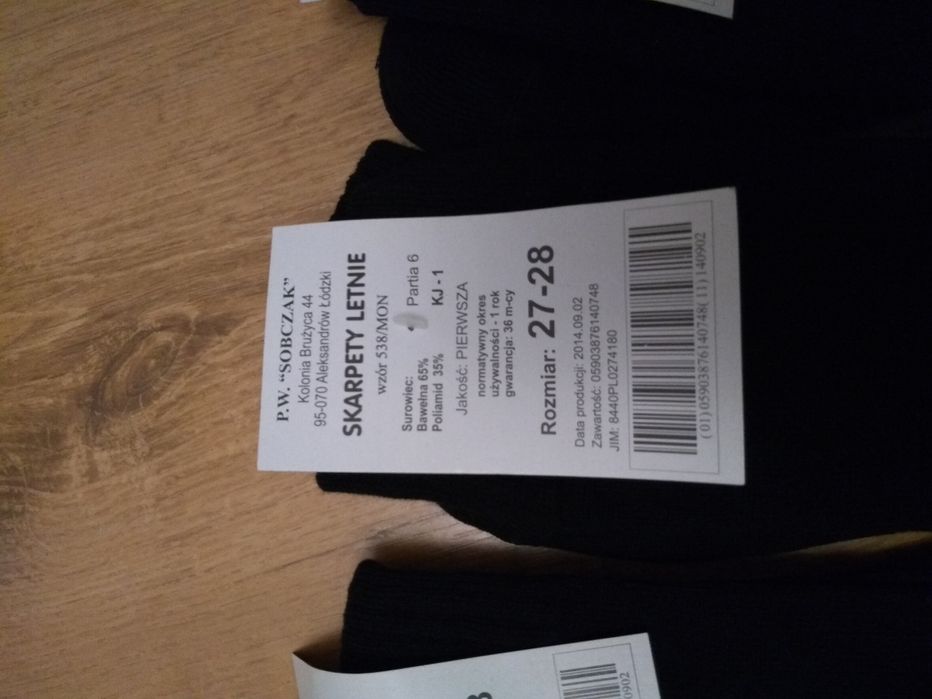 P.W. “SOBCZAK”
Kolonia Brużyca 44
95-070 Aleksandrów Łódzki
SKARPETY LETNIE
wzór 538/MON
Surowiec: Partia 6
Bawełna 65%
Poliamid 35% KJ - 1
Jakość: PIERWSZA
normatywny okres
używalności - 1 rok
gwarancja: 36 m-cy
Rozmiar: 27-28
Data produkcji: 2014.09.02
Zawartość: 05903876140748
JIM: 8440PL0274180
(01)05903876140748(11)140902
8
0902